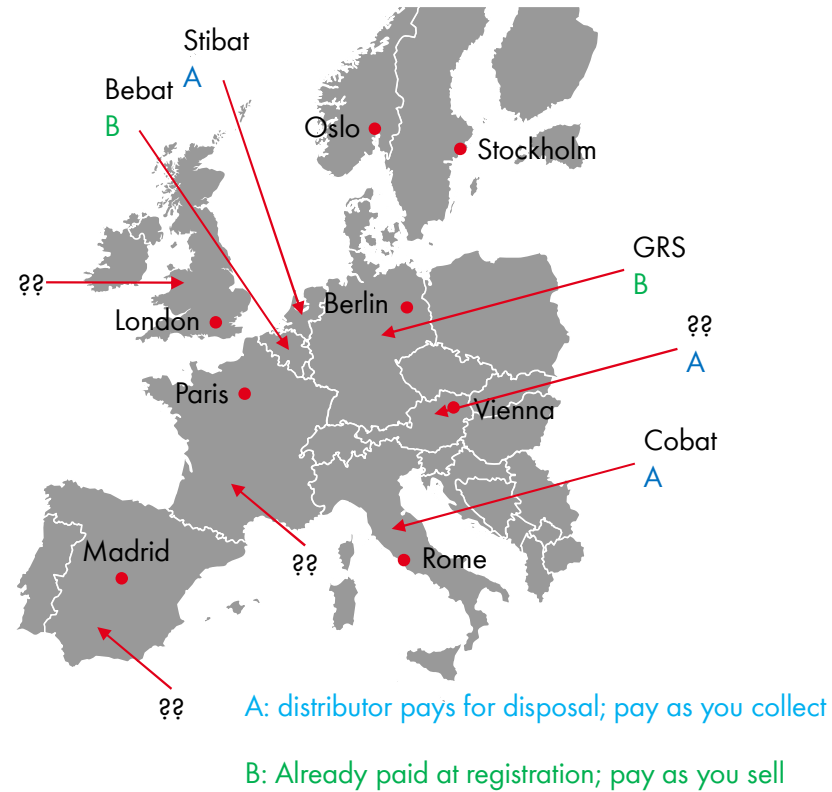 Stibat
A
Bebat
B
Oslo
Stockholm
GRS
B
??
Berlin
London
??
A
Paris
Vienna
Cobat
A
Madrid
??
Rome
??
A: distributor pays for disposal; pay as you collect
B: Already paid at registration; pay as you sell